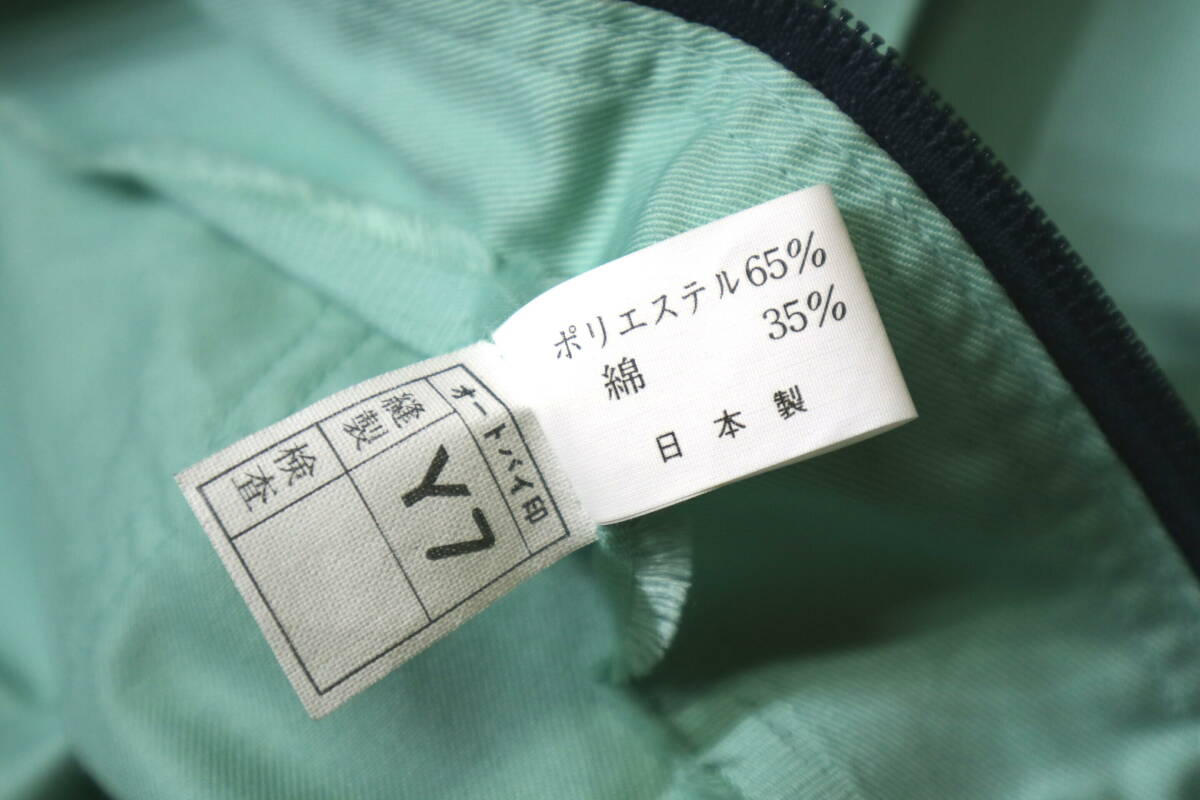 ポリエステル65%
綿 35%
日本製
オートバイ印
縫製
Y7
検査